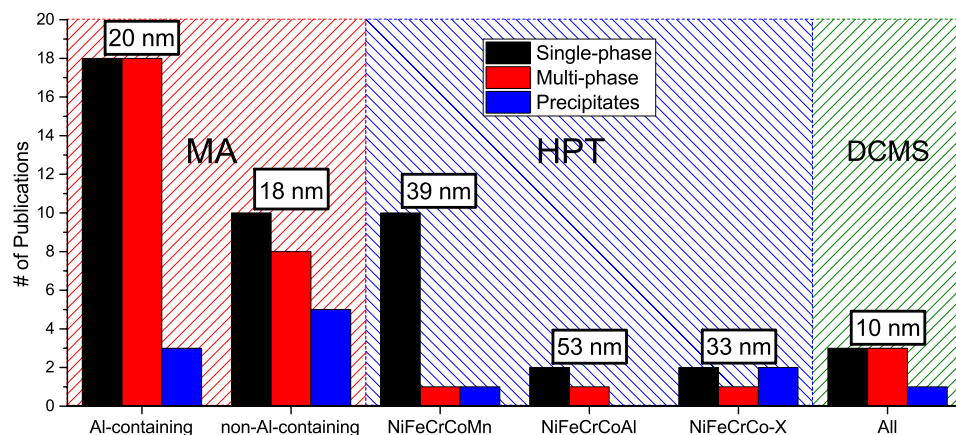 20
18
16
14
12
10
8
6
4
2
0
# of Publications
20 nm
18 nm
39 nm
53 nm
33 nm
10 nm
MA
HPT
DCMS
Single-phase
Multi-phase
Precipitates
Al-containing
non-Al-containing
NiFeCrCoMn
NiFeCrCoAl
NiFeCrCo-X
All